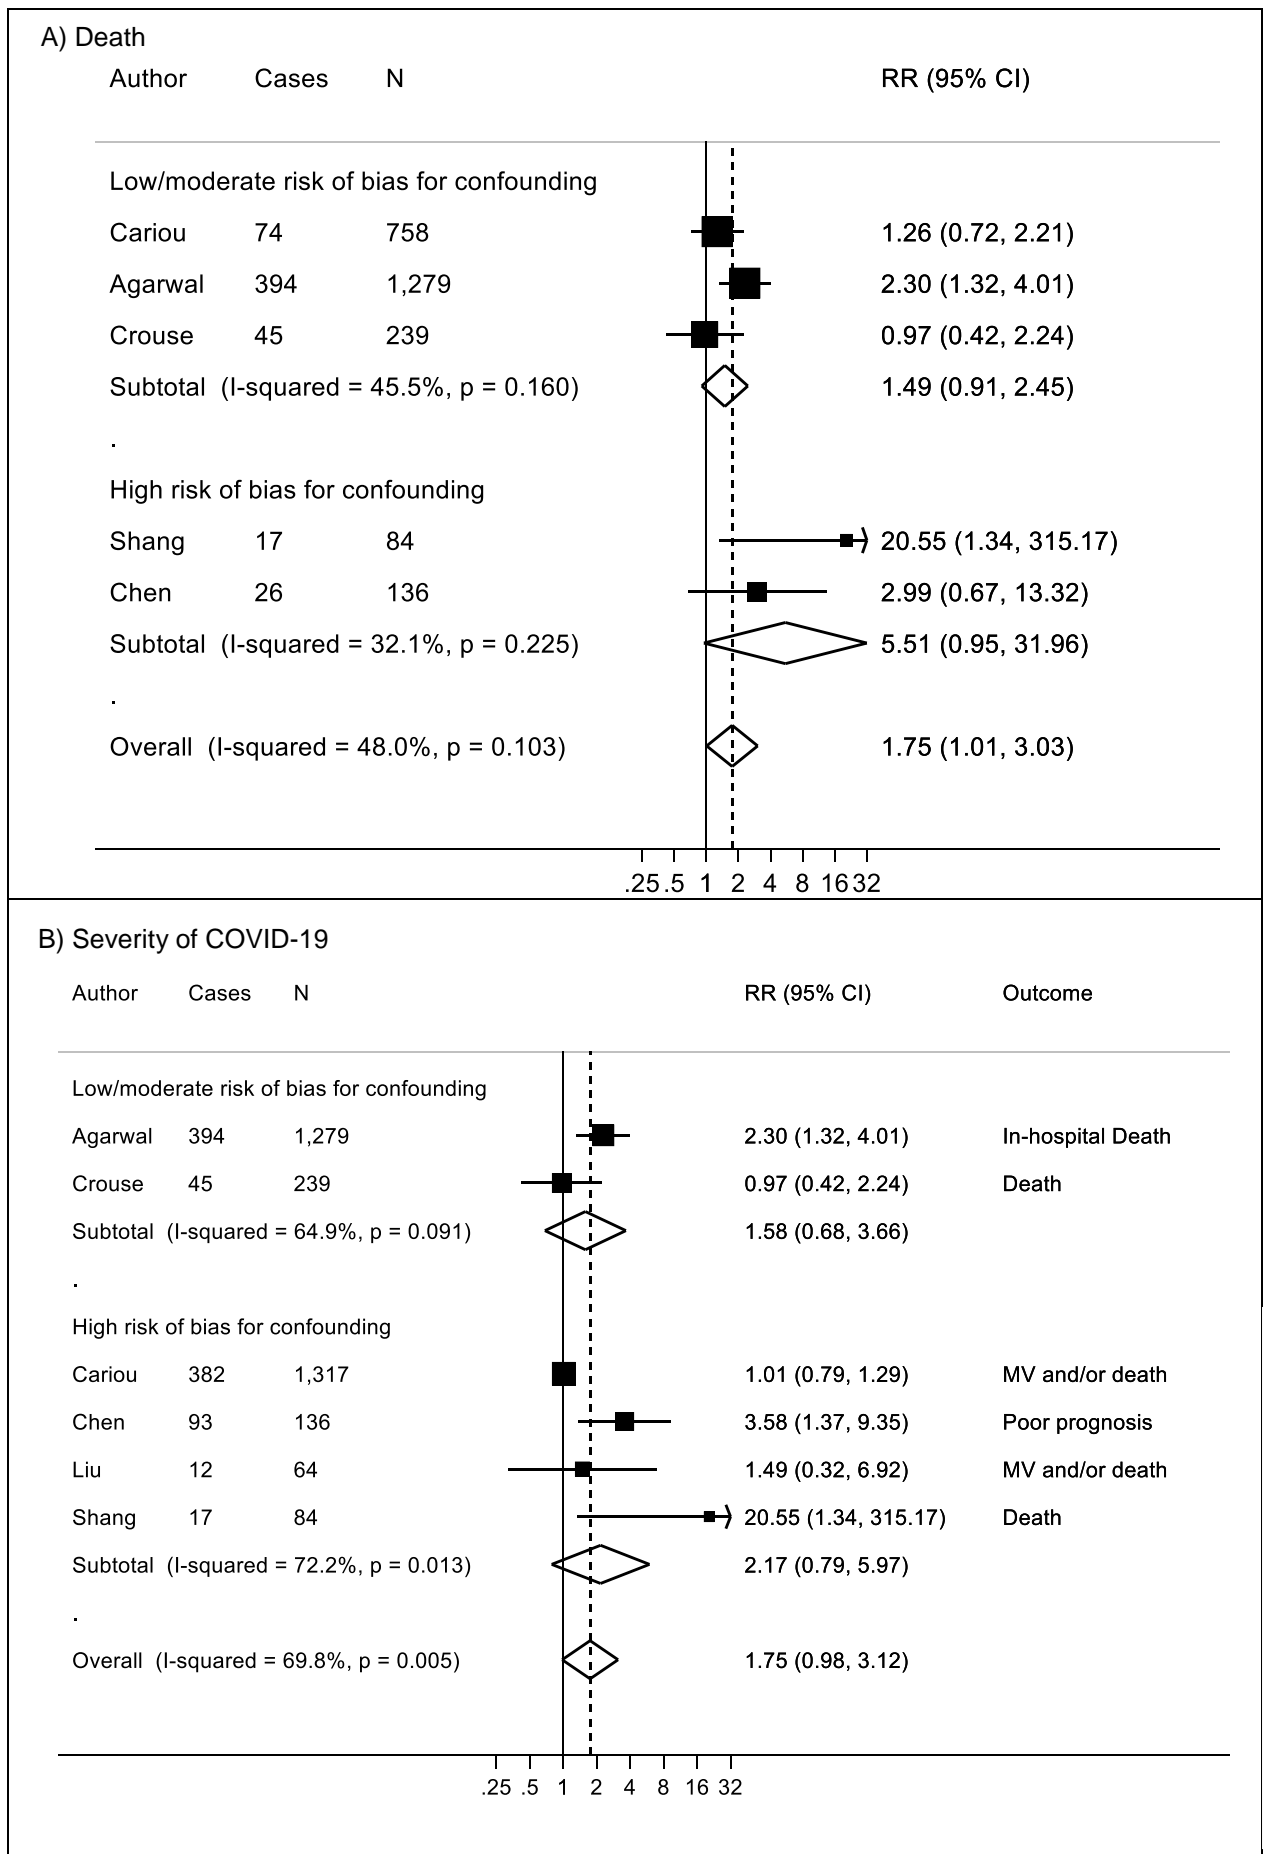 A) Death
Author Cases N RR (95% CI)
Low/moderate risk of bias for confounding
Cariou 74 758 1.26 (0.72, 2.21)
Agarwal 394 1,279 2.30 (1.32, 4.01)
Crouse 45 239 0.97 (0.42, 2.24)
Subtotal (I-squared = 45.5%, p = 0.160) 1.49 (0.91, 2.45)
.
High risk of bias for confounding
Shang 17 84 20.55 (1.34, 315.17)
Chen 26 136 2.99 (0.67, 13.32)
Subtotal (I-squared = 32.1%, p = 0.225) 5.51 (0.95, 31.96)
.
Overall (I-squared = 48.0%, p = 0.103) 1.75 (1.01, 3.03)
.25 .5 1 2 4 8 16 32
B) Severity of COVID-19
Author Cases N RR (95% CI) Outcome
Low/moderate risk of bias for confounding
Agarwal 394 1,279 2.30 (1.32, 4.01) In-hospital Death
Crouse 45 239 0.97 (0.42, 2.24) Death
Subtotal (I-squared = 64.9%, p = 0.091) 1.58 (0.68, 3.66)
.
High risk of bias for confounding
Cariou 382 1,317 1.01 (0.79, 1.29) MV and/or death
Chen 93 136 3.58 (1.37, 9.35) Poor prognosis
Liu 12 64 1.49 (0.32, 6.92) MV and/or death
Shang 17 84 20.55 (1.34, 315.17) Death
Subtotal (I-squared = 72.2%, p = 0.013) 2.17 (0.79, 5.97)
.
Overall (I-squared = 69.8%, p = 0.005) 1.75 (0.98, 3.12)
.25 .5 1 2 4 8 16 32